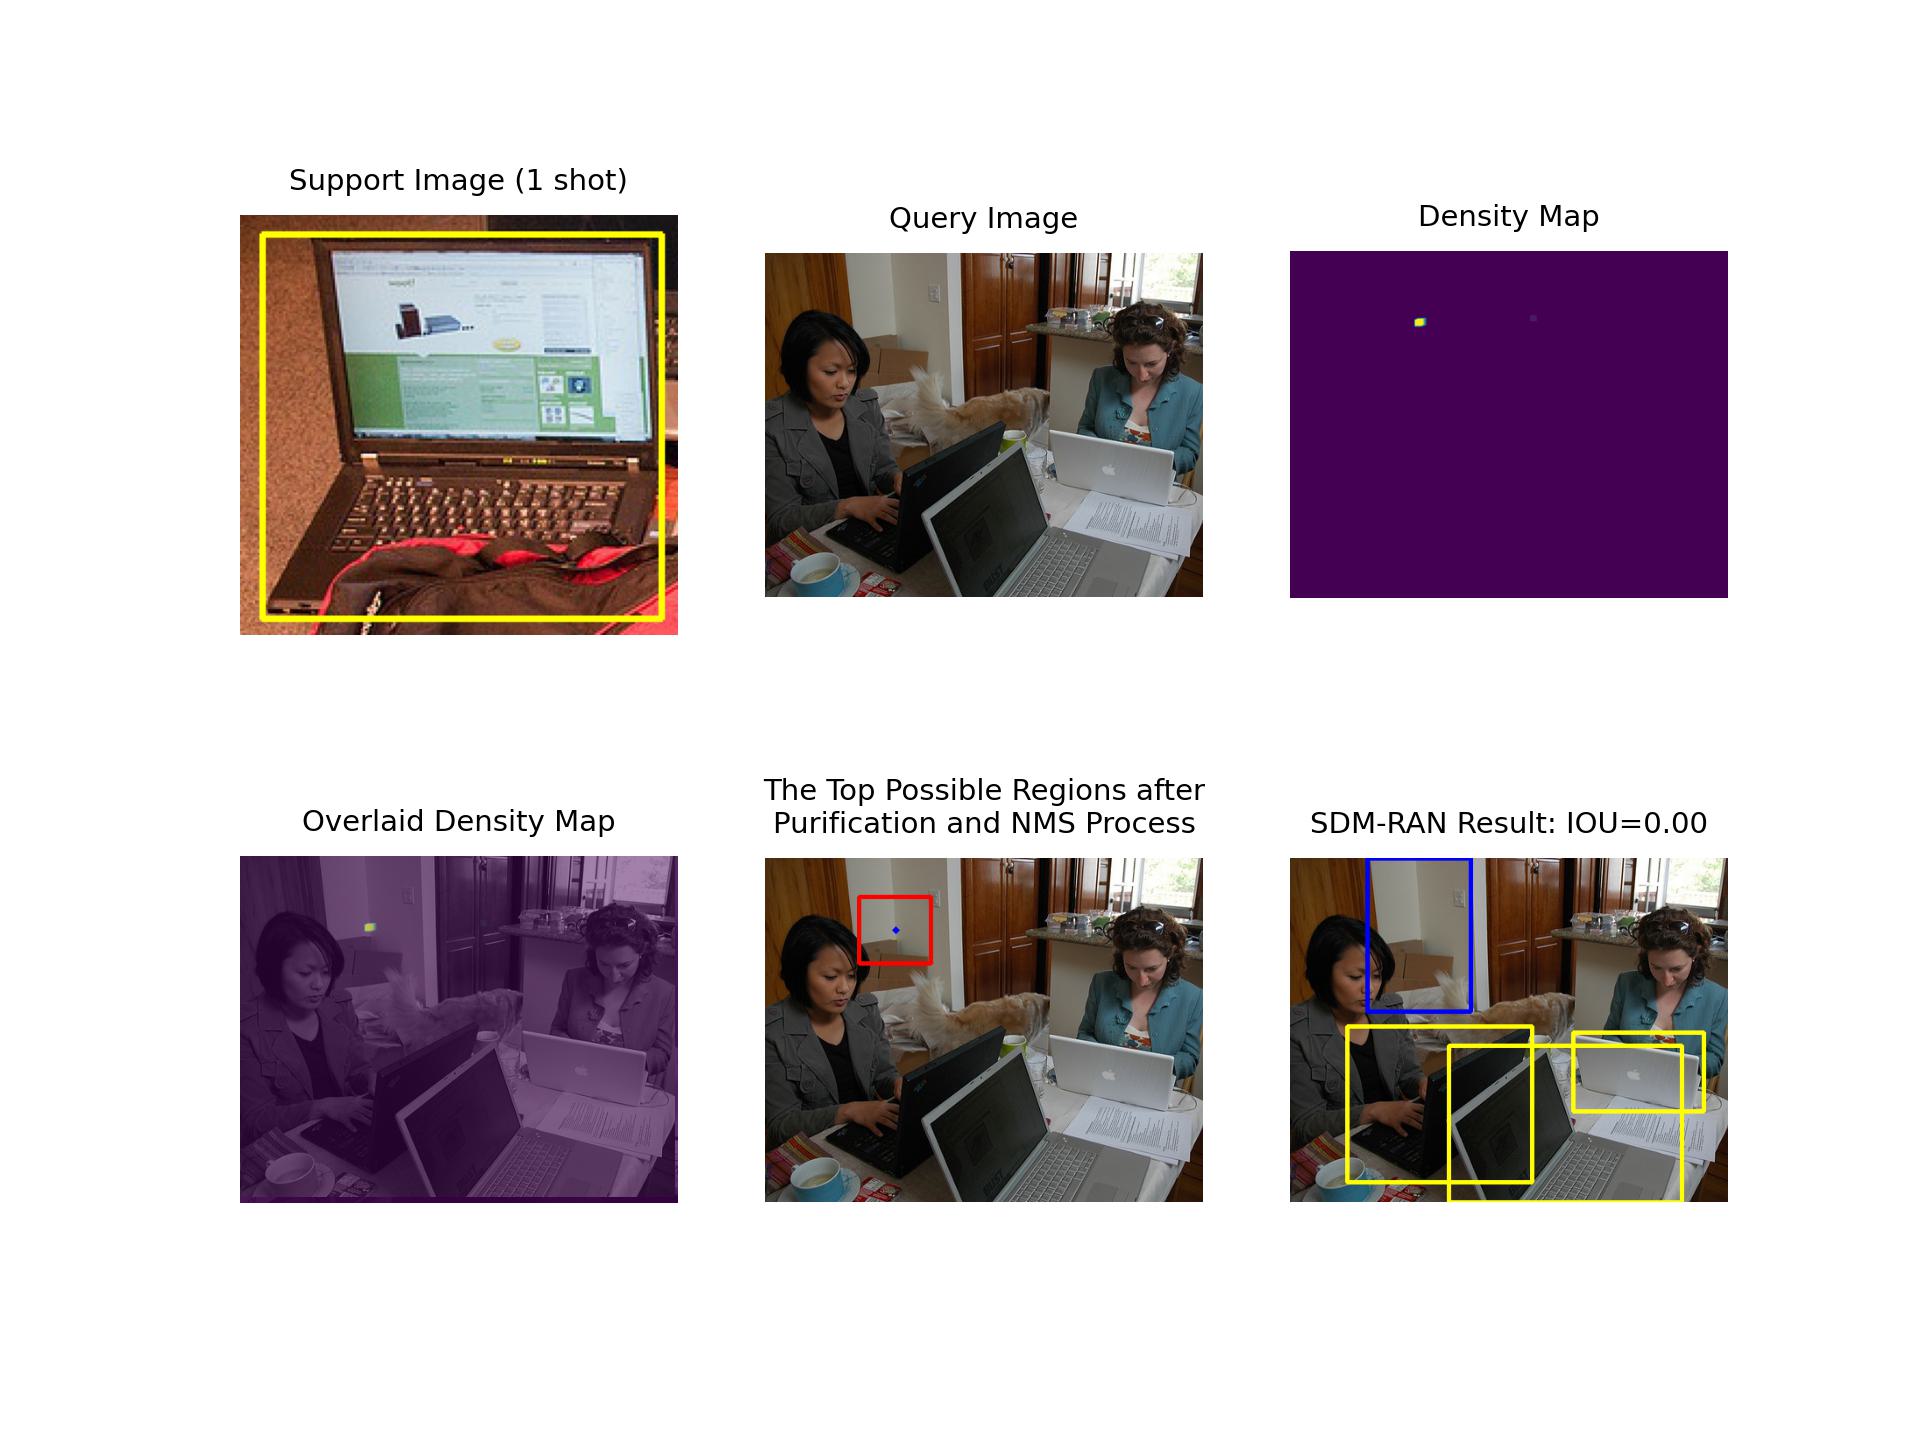 Support Image (1 shot)
Query Image
Density Map
Overlaid Density Map
The Top Possible Regions after
Purification and NMS Process
SDM-RAN Result: IOU=0.00